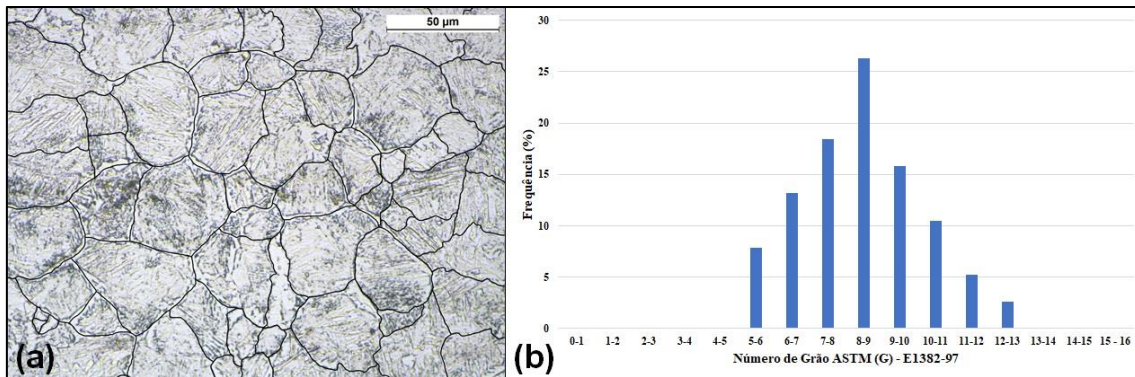 50 µm
(a)
30
25
20
15
10
5
0
Frequência (%)
0-1 1-2 2-3 3-4 4-5 5-6 6-7 7-8 8-9 9-10 10-11 11-12 12-13 13-14 14-15 15 - 16
Número de Grão ASTM (G) - E1382-97
(b)